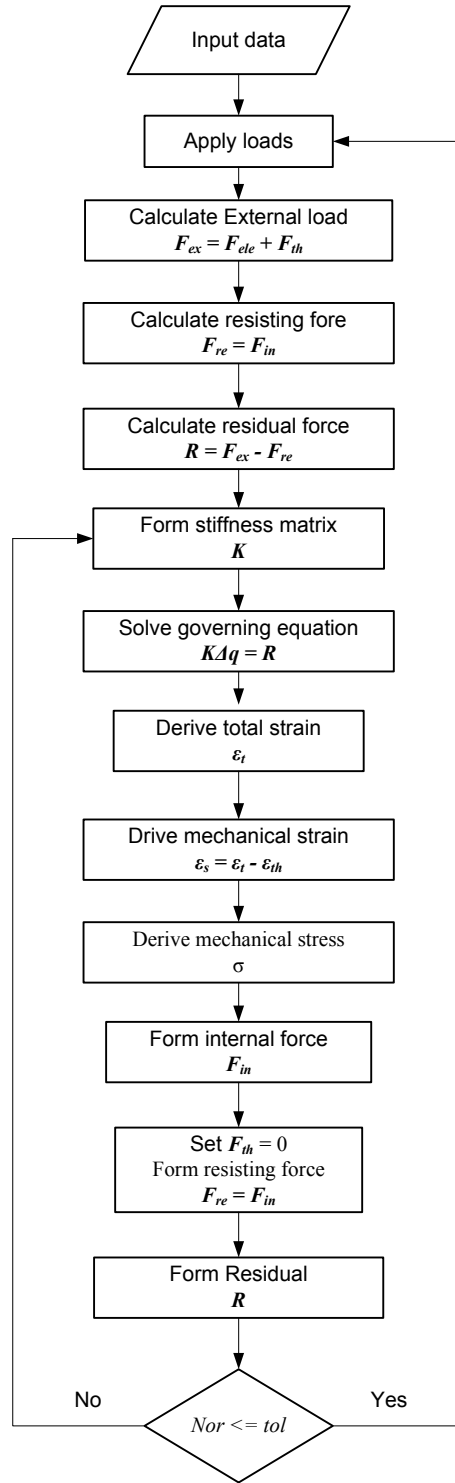 Input data
Apply loads
Calculate External load
F_ex = F_ele + F_th
Calculate resisting fore
F_re = F_in
Calculate residual force
R = F_ex - F_re
Form stiffness matrix
K
Solve governing equation
KΔq = R
Derive total strain
ε_t
Drive mechanical strain
ε_s = ε_t - ε_th
Derive mechanical stress
σ
Form internal force
F_in
Set F_th = 0
Form resisting force
F_re = F_in
Form Residual
R
No
Yes
Nor <= tol